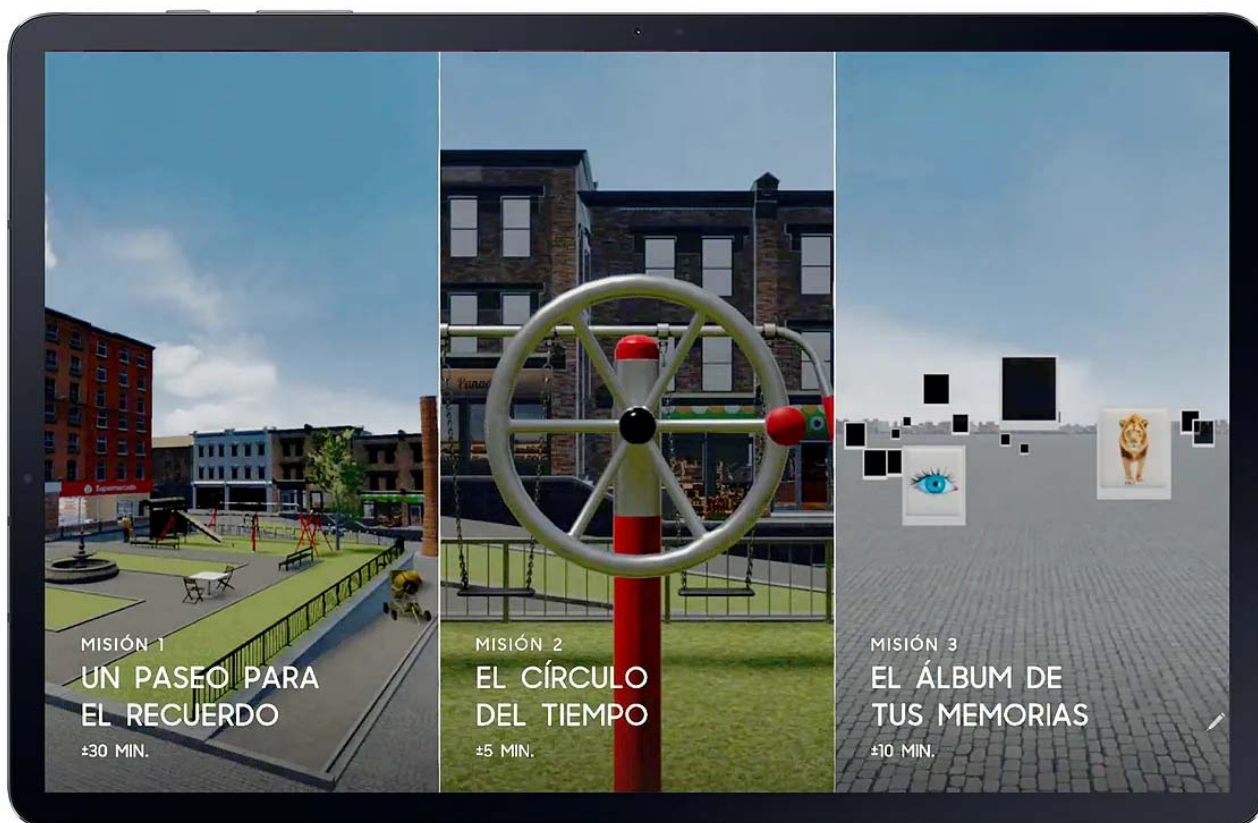 MISIÓN 1
UN PASEO PARA
EL RECUERDO
±30 MIN.
MISIÓN 2
EL CÍRCULO
DEL TIEMPO
±5 MIN.
MISIÓN 3
EL ÁLBUM DE
TUS MEMORIAS
±10 MIN.
Supermercado